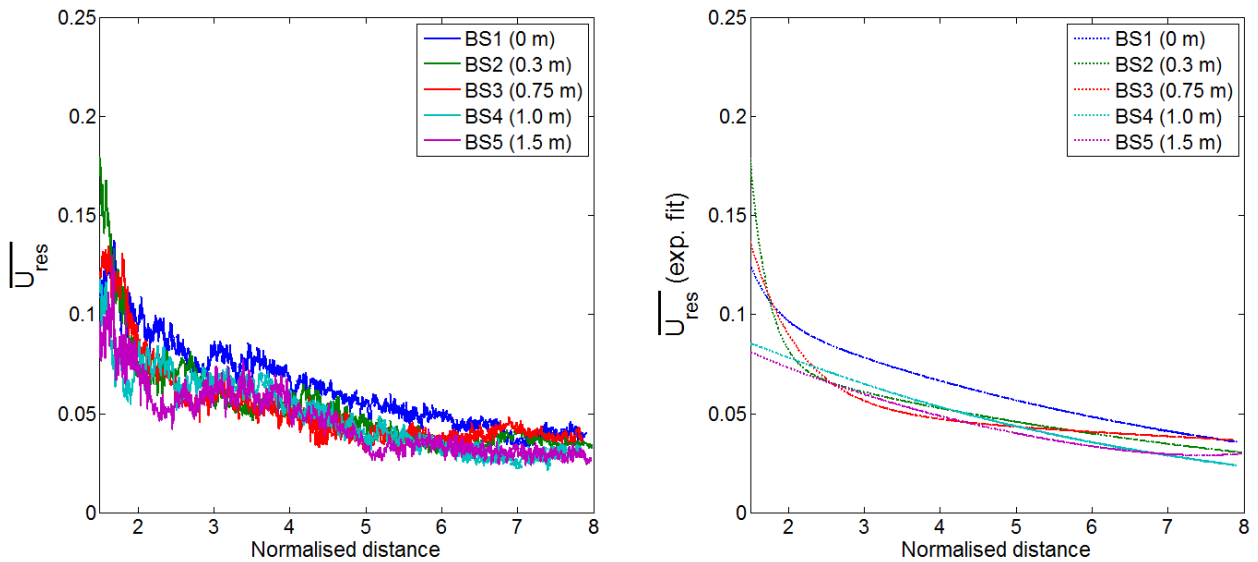 0.25
0.2
0.15
0.1
0.05
0
2
3
4
5
6
7
8
Normalised distance
U res
BS1 (0 m)
BS2 (0.3 m)
BS3 (0.75 m)
BS4 (1.0 m)
BS5 (1.5 m)
0.25
0.2
0.15
0.1
0.05
0
2
3
4
5
6
7
8
Normalised distance
U res (exp. fit)
BS1 (0 m)
BS2 (0.3 m)
BS3 (0.75 m)
BS4 (1.0 m)
BS5 (1.5 m)